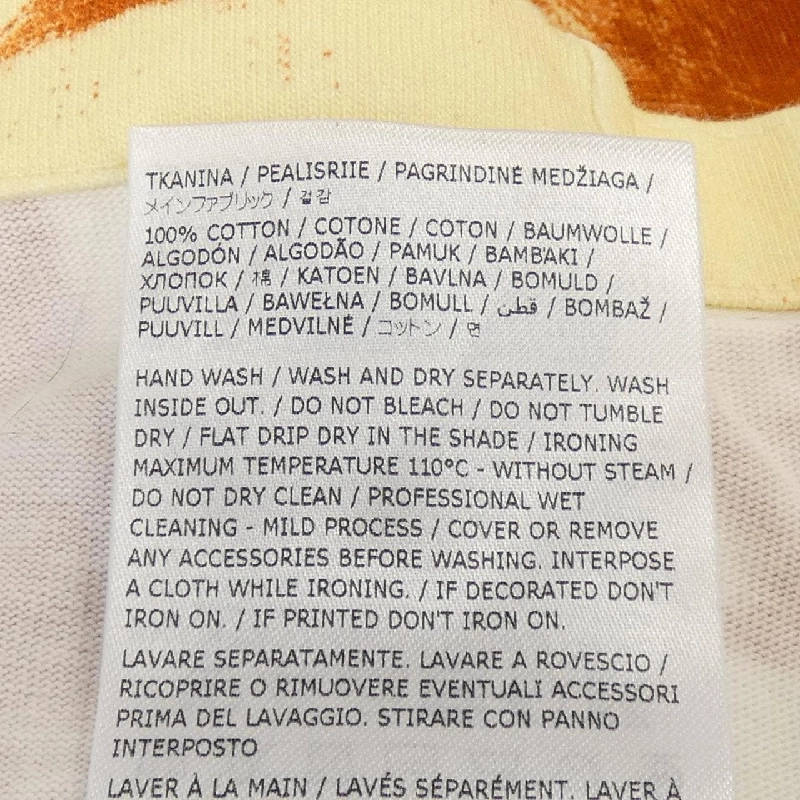 TKANINA / PEALISRIIE / PAGRINDINĖ MEDŽIAGA /
メインファブリック / 겉감
100% COTTON / COTONE / COTON / BAUMWOLLE /
ALGODÓN / ALGODÃO / PAMUK / BAMBAKI /
ХЛОПОК / 棉 / KATOEN / BAVLNA / BOMULD /
PUUVILLA / BAWEŁNA / BOMULL / قطن / BOMBAŽ /
PUUVILL / MEDVILNĖ / コットン / 면
HAND WASH / WASH AND DRY SEPARATELY. WASH
INSIDE OUT. / DO NOT BLEACH / DO NOT TUMBLE
DRY / FLAT DRIP DRY IN THE SHADE / IRONING
MAXIMUM TEMPERATURE 110°C - WITHOUT STEAM /
DO NOT DRY CLEAN / PROFESSIONAL WET
CLEANING - MILD PROCESS / COVER OR REMOVE
ANY ACCESSORIES BEFORE WASHING. INTERPOSE
A CLOTH WHILE IRONING. / IF DECORATED DON'T
IRON ON. / IF PRINTED DON'T IRON ON.
LAVARE SEPARATAMENTE. LAVARE A ROVESCIO /
RICOPRIRE O RIMUOVERE EVENTUALI ACCESSORI
PRIMA DEL LAVAGGIO. STIRARE CON PANNO
INTERPOSTO
LAVER À LA MAIN / LAVÉS SÉPARÉMENT. LAVER À